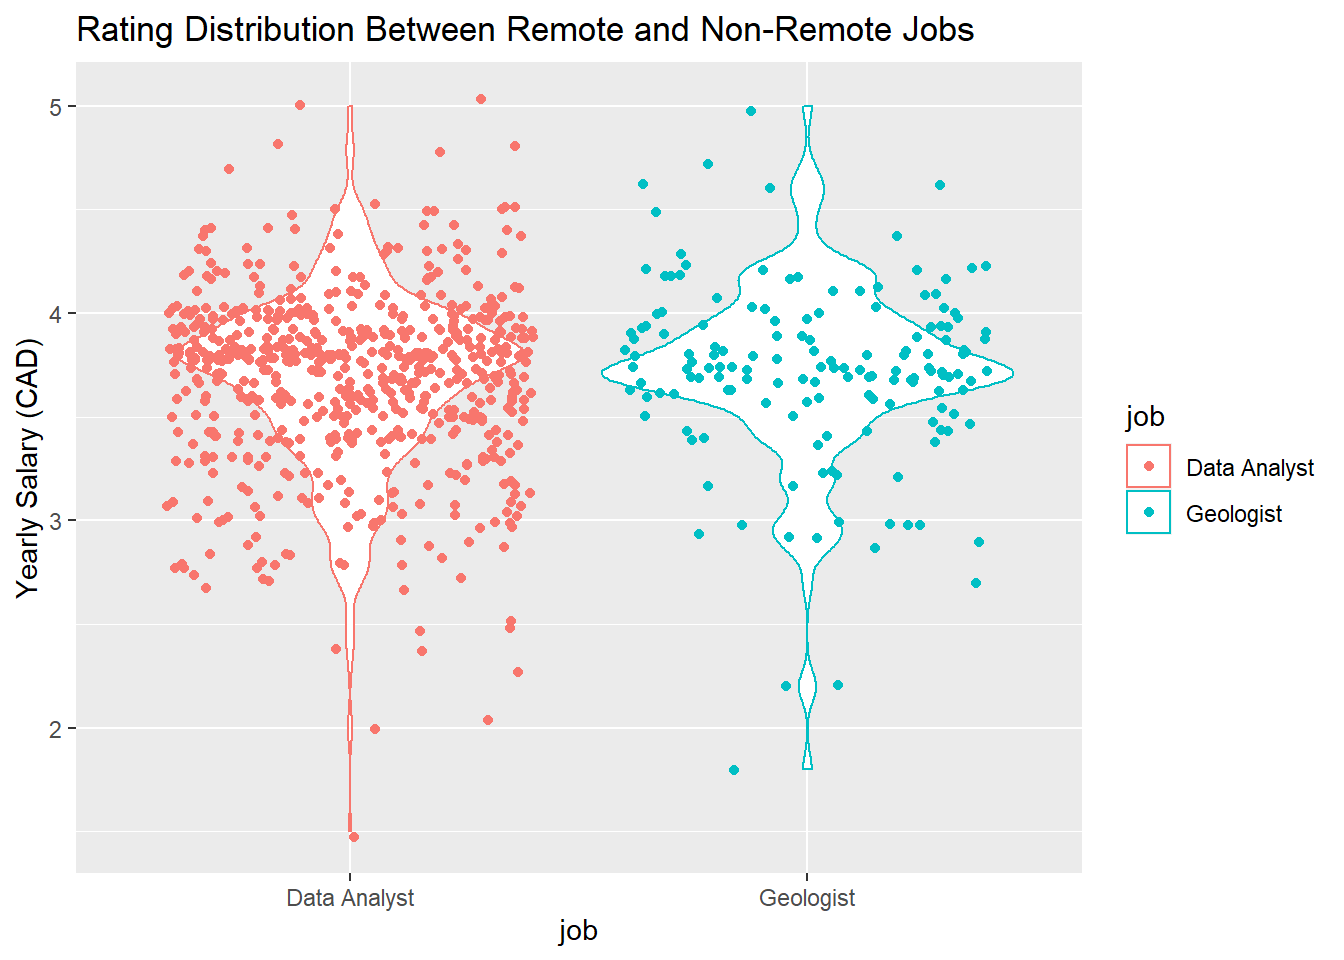 Rating Distribution Between Remote and Non-Remote Jobs
5
4
3
2
Yearly Salary (CAD)
Data Analyst
Geologist
job
job
Data Analyst
Geologist